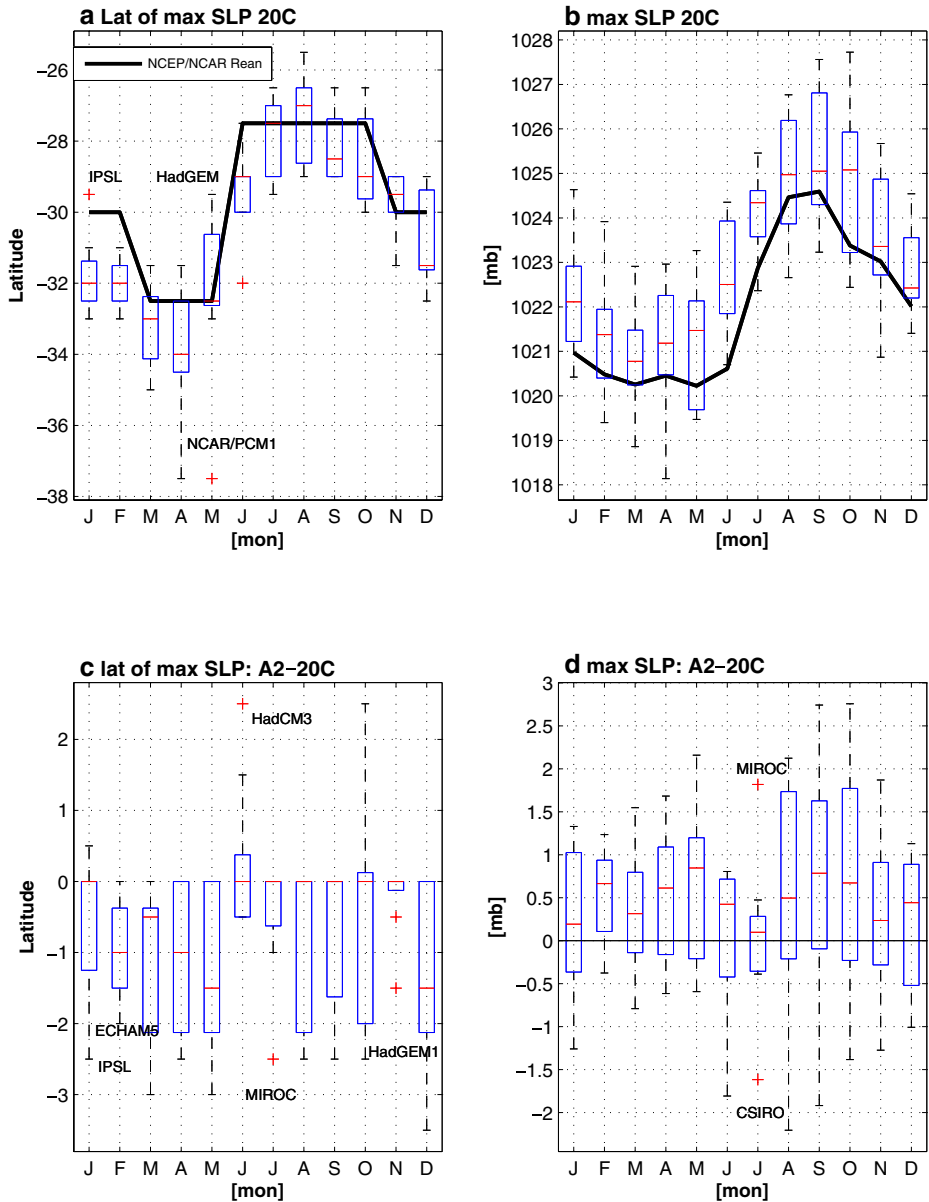 a Lat of max SLP 20C
NCEP/NCAR Rean
−26
−28
−30
−32
−34
−36
−38
Latitude
IPSL
HadGEM
NCAR/PCM1
J F M A M J J A S O N D
[mon]
b max SLP 20C
1028
1027
1026
1025
1024
1023
1022
1021
1020
1019
1018
[mb]
J F M A M J J A S O N D
[mon]
c lat of max SLP: A2−20C
2
1
0
−1
−2
−3
Latitude
HadCM3
ECHAM5
IPSL
HadGEM1
MIROC
J F M A M J J A S O N D
[mon]
d max SLP: A2−20C
3
2.5
2
1.5
1
0.5
0
−0.5
−1
−1.5
−2
[mb]
MIROC
CSIRO
J F M A M J J A S O N D
[mon]